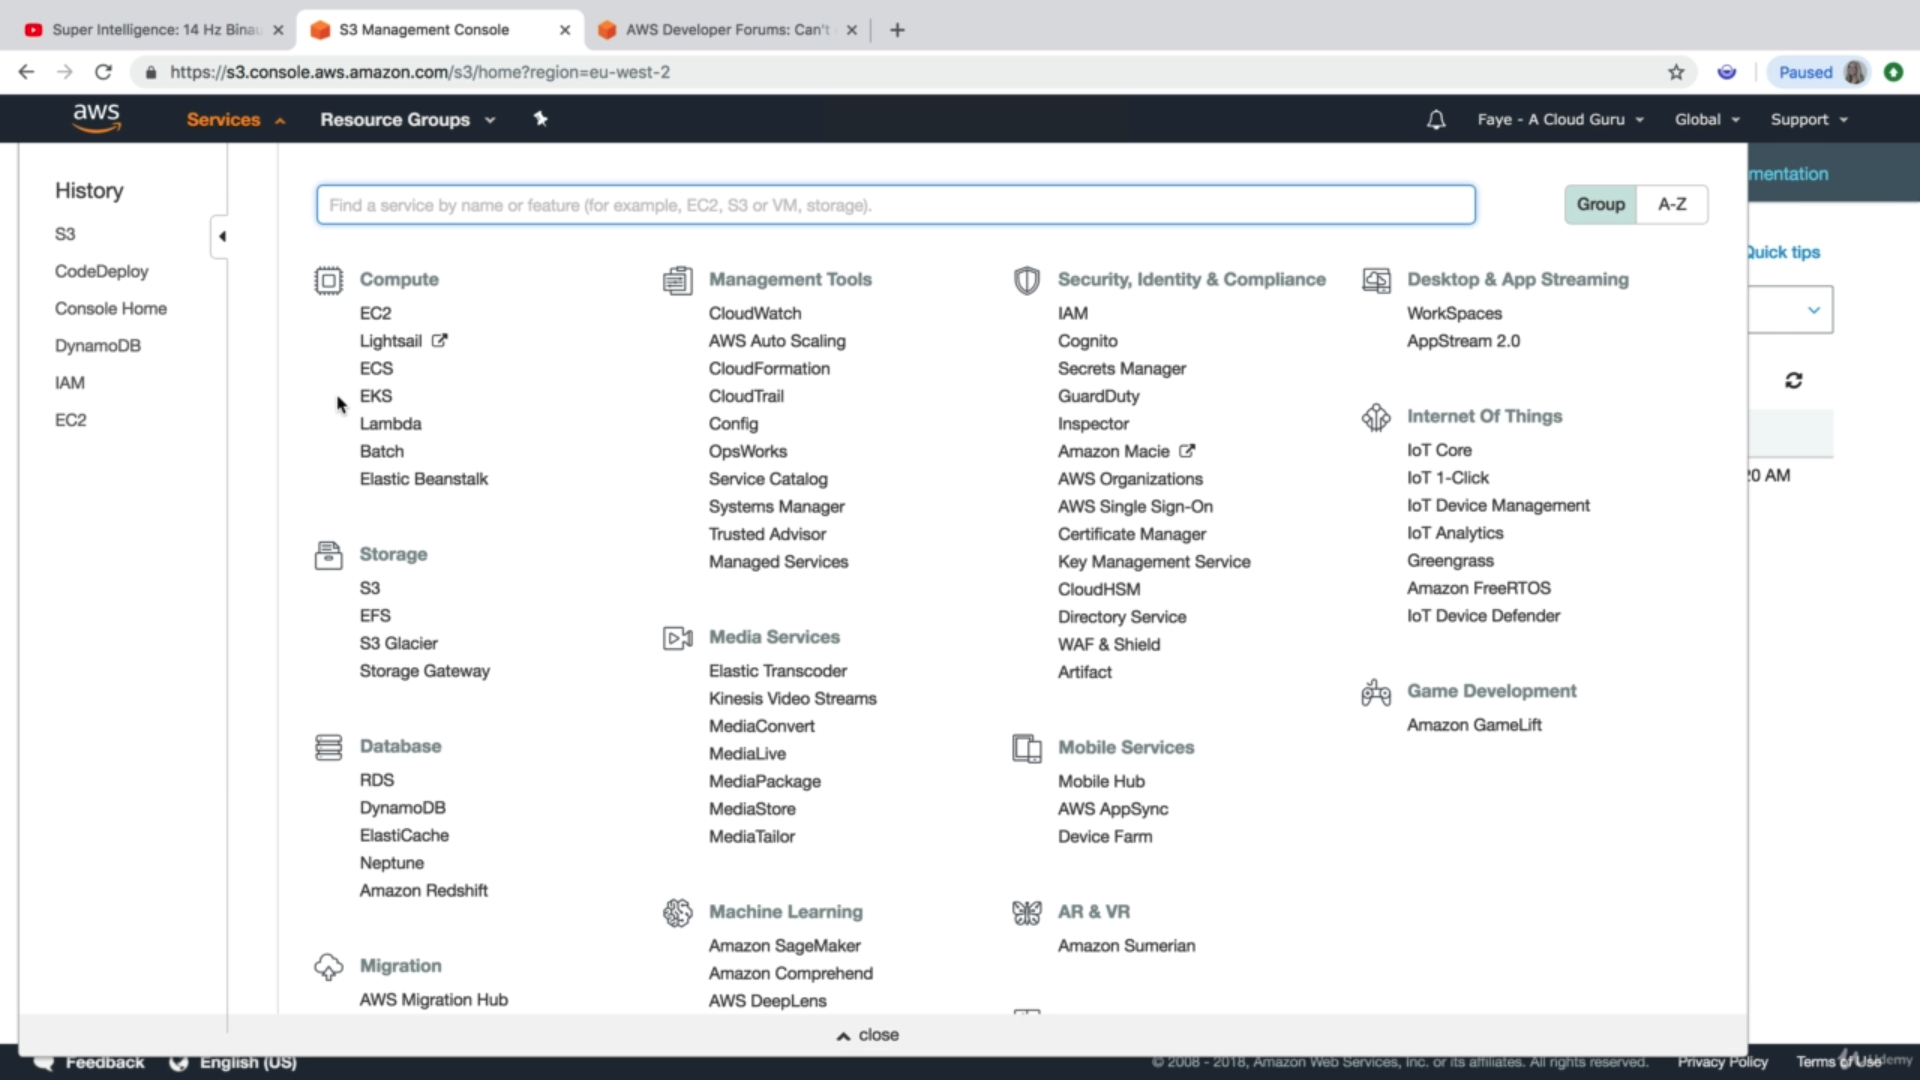 Super Intelligence: 14 Hz Binau
S3 Management Console
AWS Developer Forums: Can't
https://s3.console.aws.amazon.com/s3/home?region=eu-west-2
Paused
aws
Services
Resource Groups
Faye - A Cloud Guru
Global
Support
mentation
History
S3
CodeDeploy
Console Home
DynamoDB
IAM
EC2
Find a service by name or feature (for example, EC2, S3 or VM, storage).
Group
A-Z
Quick tips
20 AM
Compute
EC2
Lightsail
ECS
EKS
Lambda
Batch
Elastic Beanstalk
Storage
S3
EFS
S3 Glacier
Storage Gateway
Database
RDS
DynamoDB
ElastiCache
Neptune
Amazon Redshift
Migration
AWS Migration Hub
Management Tools
CloudWatch
AWS Auto Scaling
CloudFormation
CloudTrail
Config
OpsWorks
Service Catalog
Systems Manager
Trusted Advisor
Managed Services
Media Services
Elastic Transcoder
Kinesis Video Streams
MediaConvert
MediaLive
MediaPackage
MediaStore
MediaTailor
Machine Learning
Amazon SageMaker
Amazon Comprehend
AWS DeepLens
Security, Identity & Compliance
IAM
Cognito
Secrets Manager
GuardDuty
Inspector
Amazon Macie
AWS Organizations
AWS Single Sign-On
Certificate Manager
Key Management Service
CloudHSM
Directory Service
WAF & Shield
Artifact
Mobile Services
Mobile Hub
AWS AppSync
Device Farm
AR & VR
Amazon Sumerian
Desktop & App Streaming
WorkSpaces
AppStream 2.0
Internet Of Things
IoT Core
IoT 1-Click
IoT Device Management
IoT Analytics
Greengrass
Amazon FreeRTOS
IoT Device Defender
Game Development
Amazon GameLift
close
Feedback
English (US)
© 2008 - 2018, Amazon Web Services, Inc. or its affiliates. All rights reserved.
Privacy Policy
Terms of Use